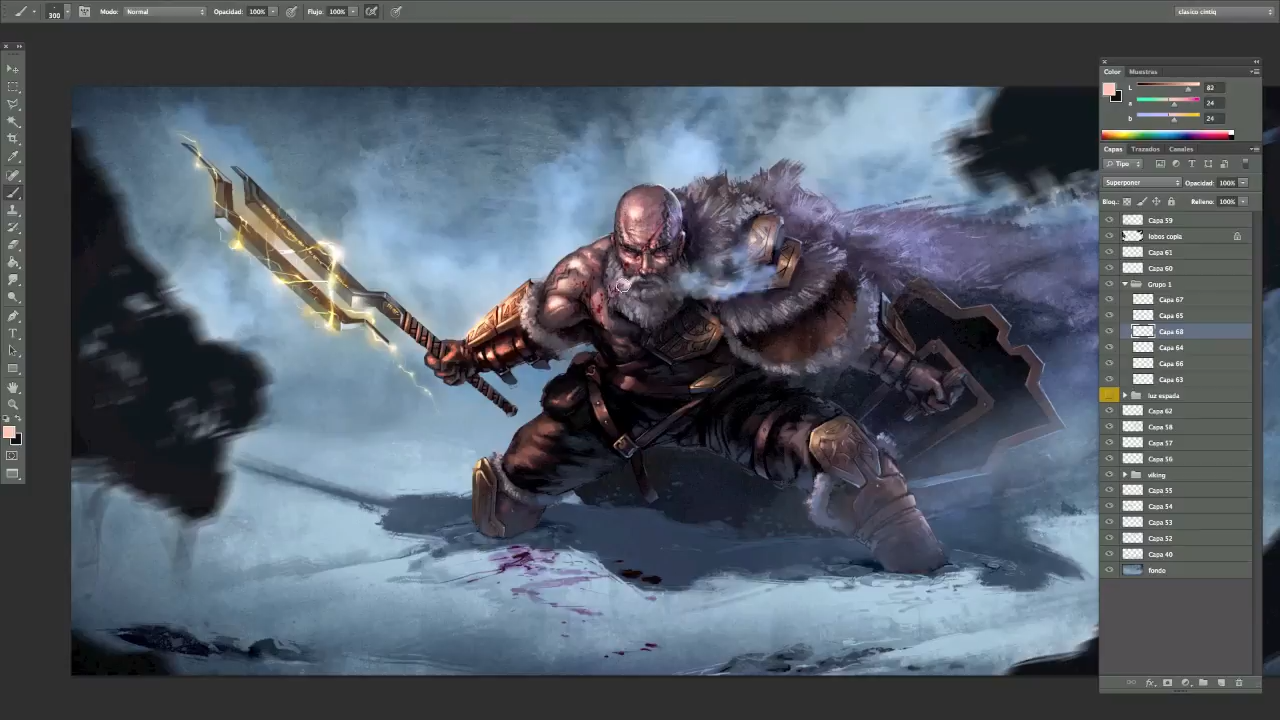 300 Modo: Normal Opacidad: 100% Flujo: 100% clasico cintiq
Color Muestras
L 82
a 24
b 24
Capas Trazados Canales
Tipo
Superponer Opacidad: 100%
Bloq.: Relleno: 100%
Capa 59
lobos copia
Capa 61
Capa 60
Grupo 1
Capa 67
Capa 65
Capa 68
Capa 64
Capa 66
Capa 63
luz espada
Capa 62
Capa 58
Capa 57
Capa 56
viking
Capa 55
Capa 54
Capa 53
Capa 52
Capa 40
fondo
fx